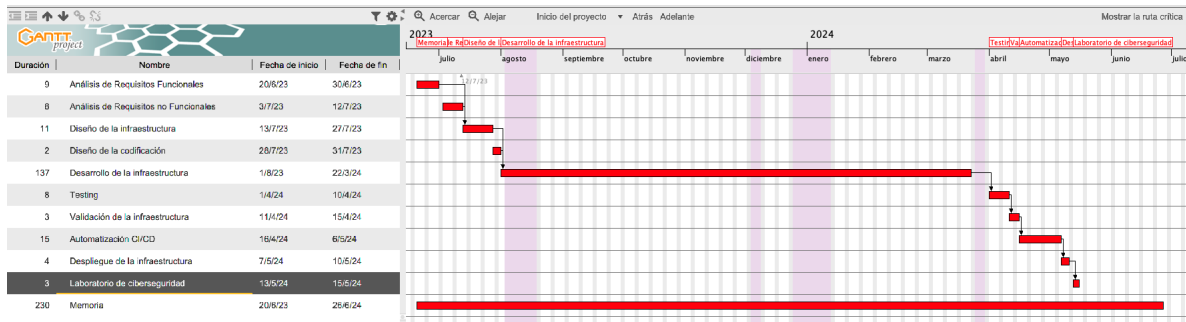 Acercar Alejar Inicio del proyecto Atrás Adelante Mostrar la ruta crítica
GANTT project
2023 2024
Memoria e Re Diseño de l Desarrollo de la infraestructura Testin Va Automatizac De Laboratorio de ciberseguridad
Duración Nombre Fecha de inicio Fecha de fin
julio agosto septiembre octubre noviembre diciembre enero febrero marzo abril mayo junio julio
12/7/23
9 Análisis de Requisitos Funcionales 20/6/23 30/6/23
8 Análisis de Requisitos no Funcionales 3/7/23 12/7/23
11 Diseño de la infraestructura 13/7/23 27/7/23
2 Diseño de la codificación 28/7/23 31/7/23
137 Desarrollo de la infraestructura 1/8/23 22/3/24
8 Testing 1/4/24 10/4/24
3 Validación de la infraestructura 11/4/24 15/4/24
15 Automatización CI/CD 16/4/24 6/5/24
4 Despliegue de la infraestructura 7/5/24 10/5/24
3 Laboratorio de ciberseguridad 13/5/24 15/5/24
230 Memoria 20/6/23 26/6/24